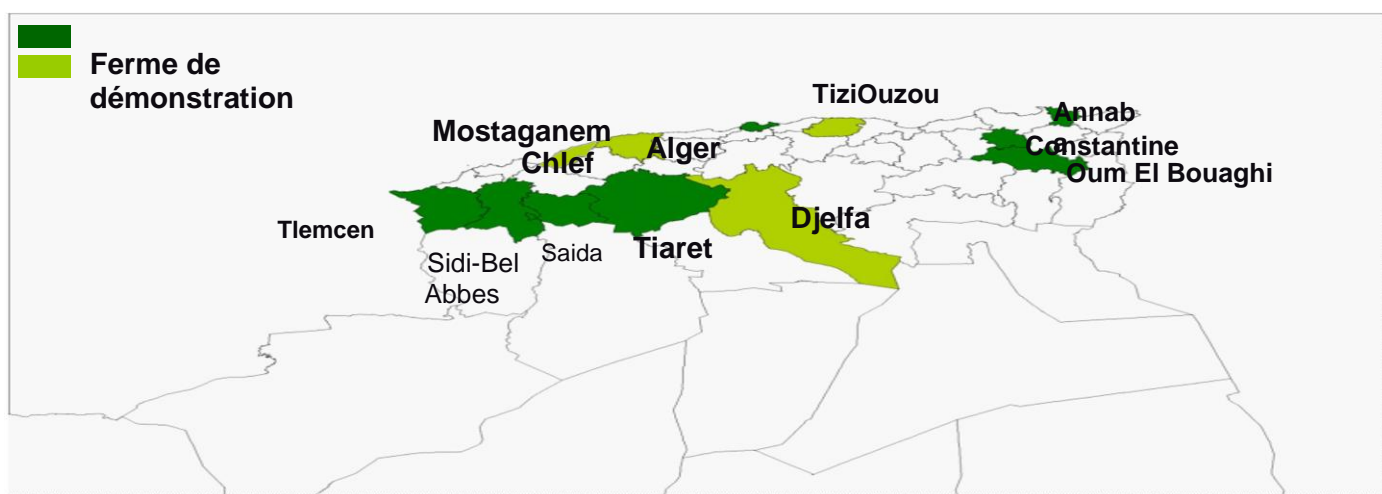 Ferme de
démonstration
TiziOuzou
Annab
a
Mostaganem
Constantine
Alger
Chlef
Oum El Bouaghi
Djelfa
Tlemcen
Tiaret
Saida
Sidi-Bel
Abbes